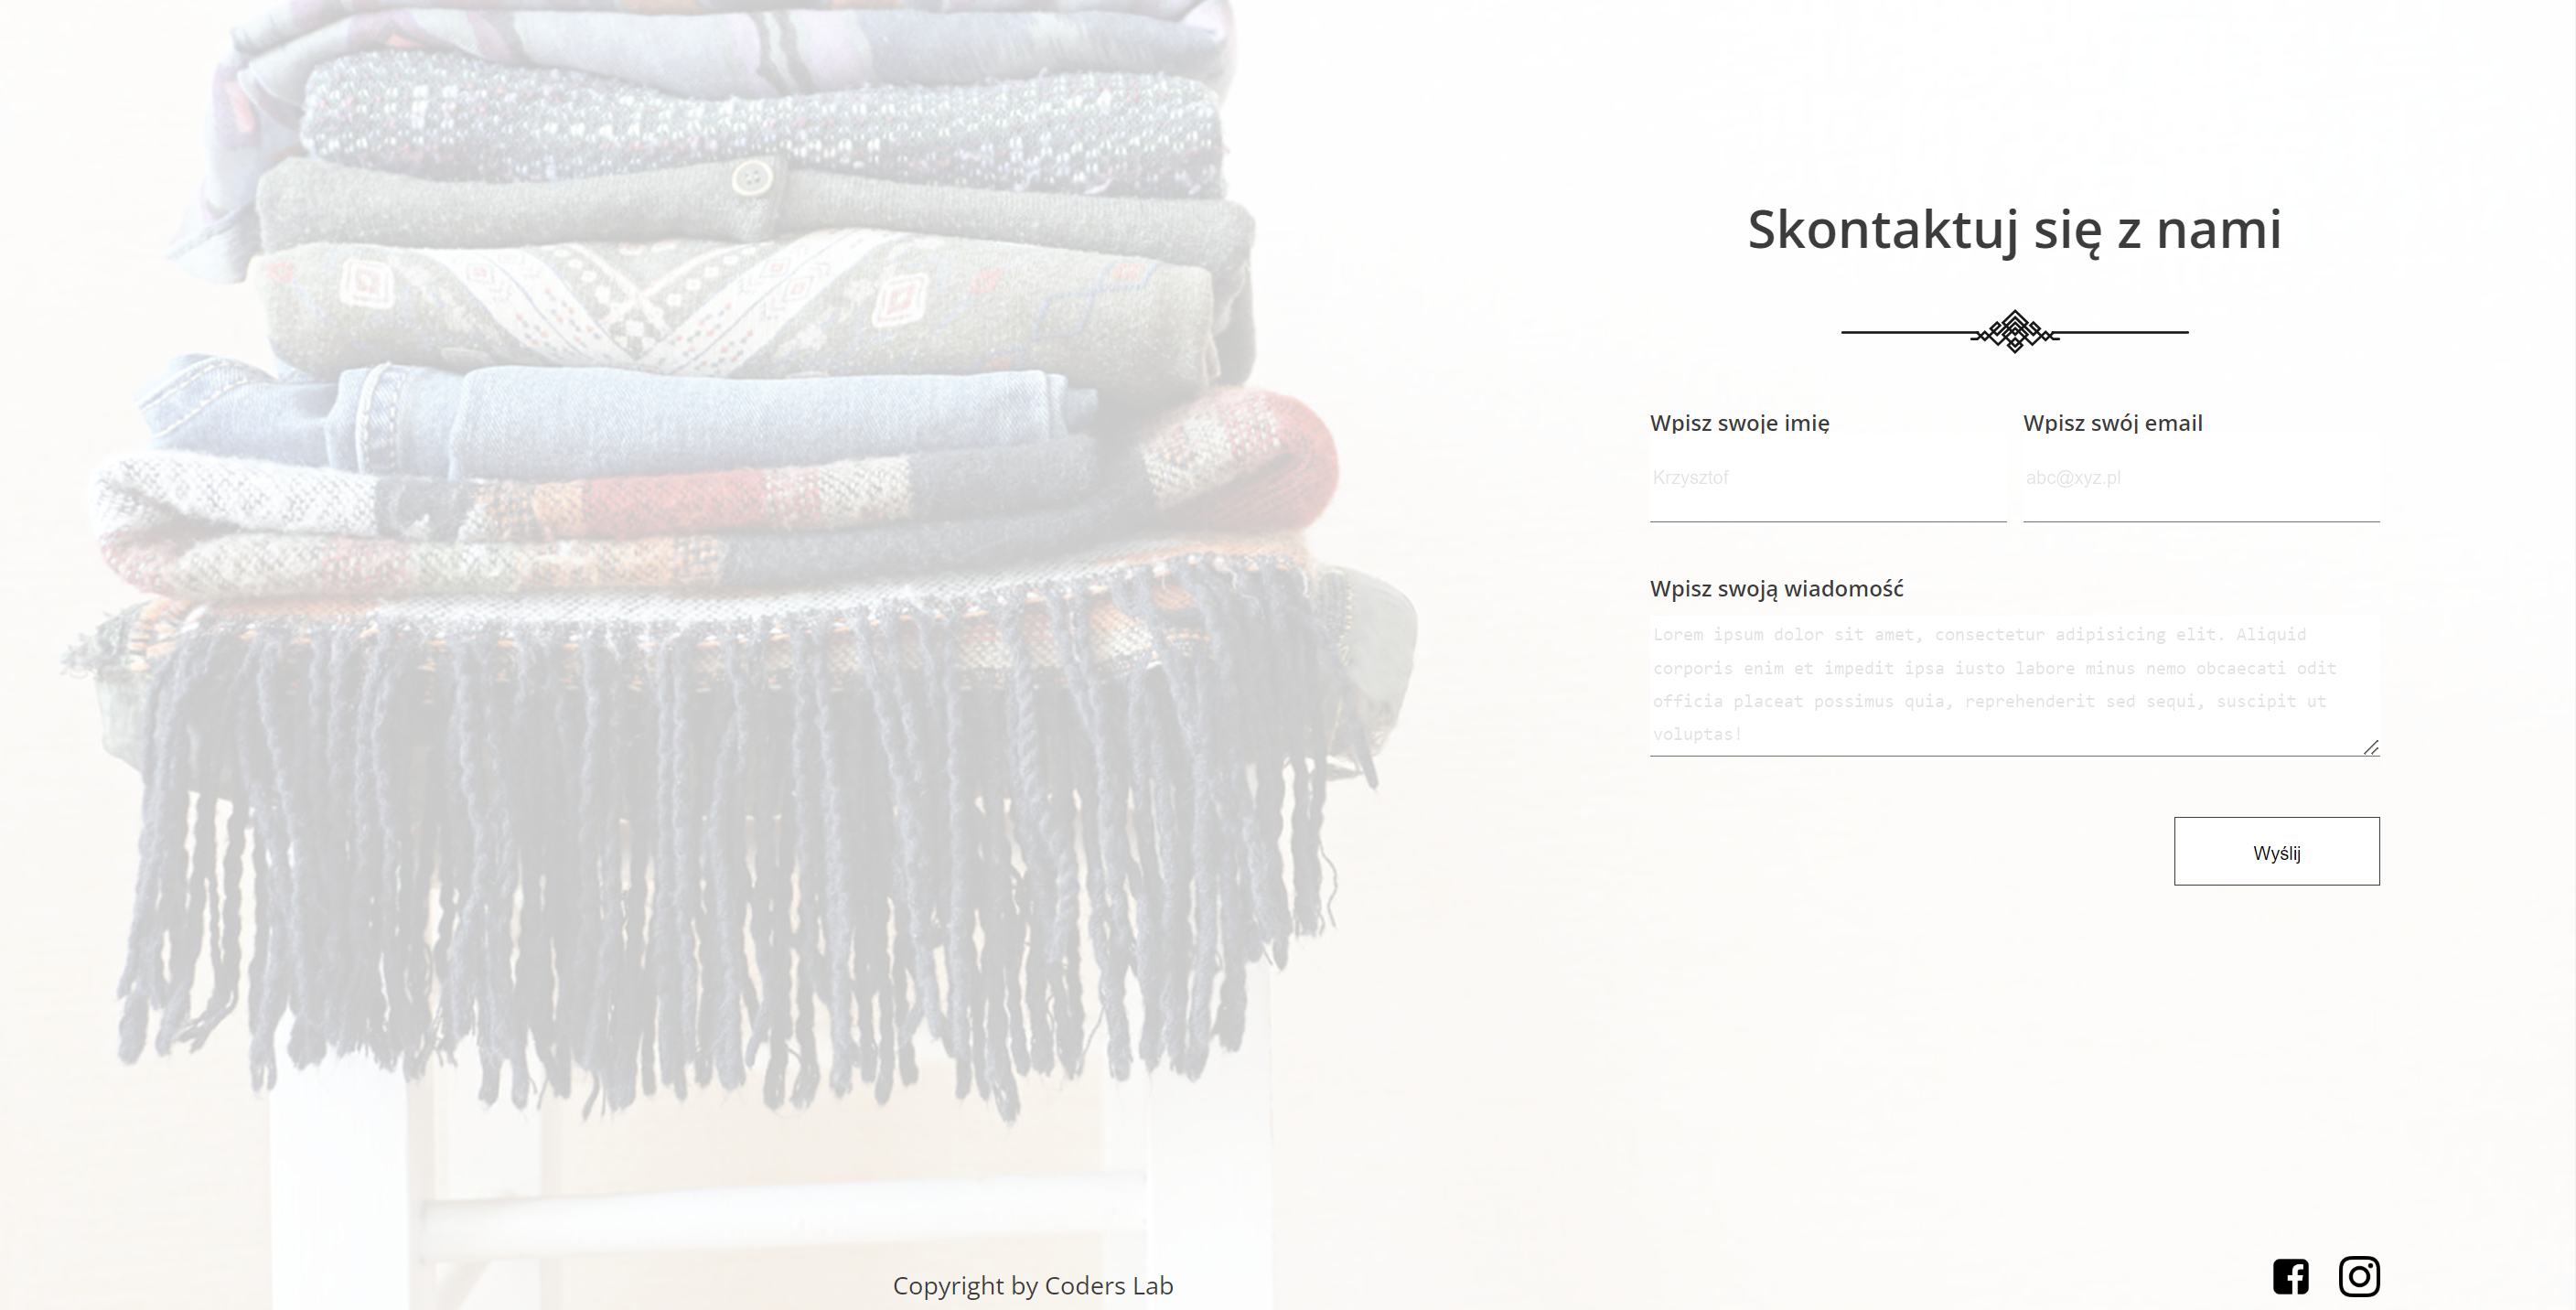 Skontaktuj się z nami
Wpisz swoje imię
Wpisz swój email
Krzysztof
abc@xyz.pl
Wpisz swoją wiadomość
Lorem ipsum dolor sit amet, consectetur adipisicing elit. Aliquid
corporis enim et impedit ipsa iusto labore minus nemo obcaecati odit
officia placeat possimus quia, reprehenderit sed sequi, suscipit ut
voluptas!
Wyślij
Copyright by Coders Lab